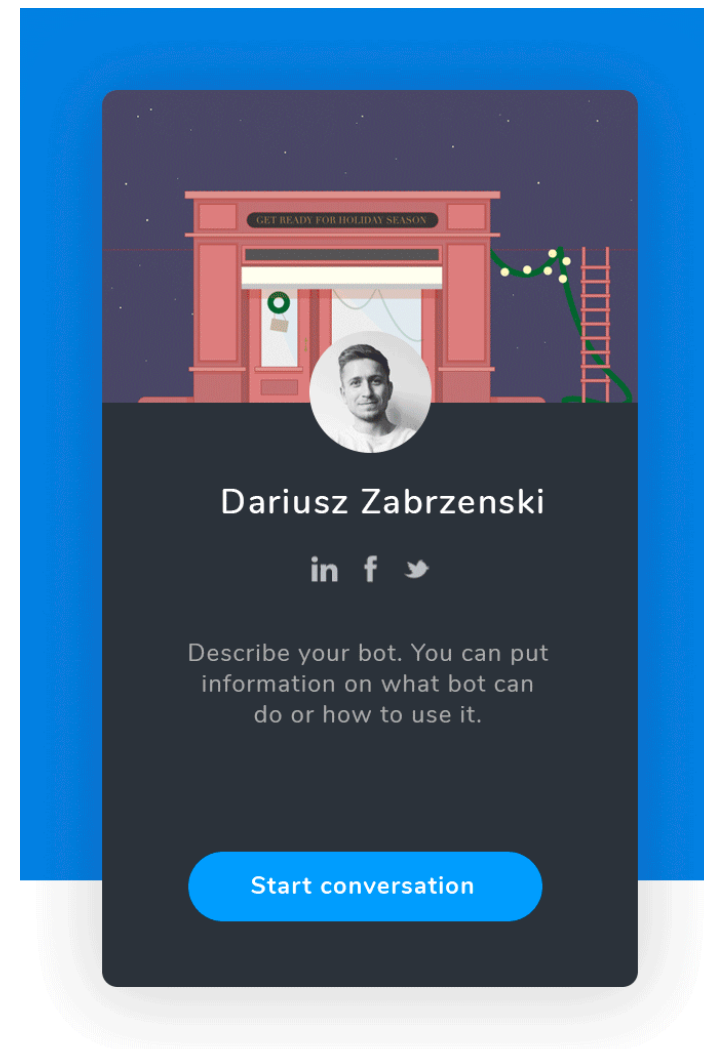 GET READY FOR HOLIDAY SEASON
Dariusz Zabrzenski
in f
Describe your bot. You can put
information on what bot can
do or how to use it.
Start conversation